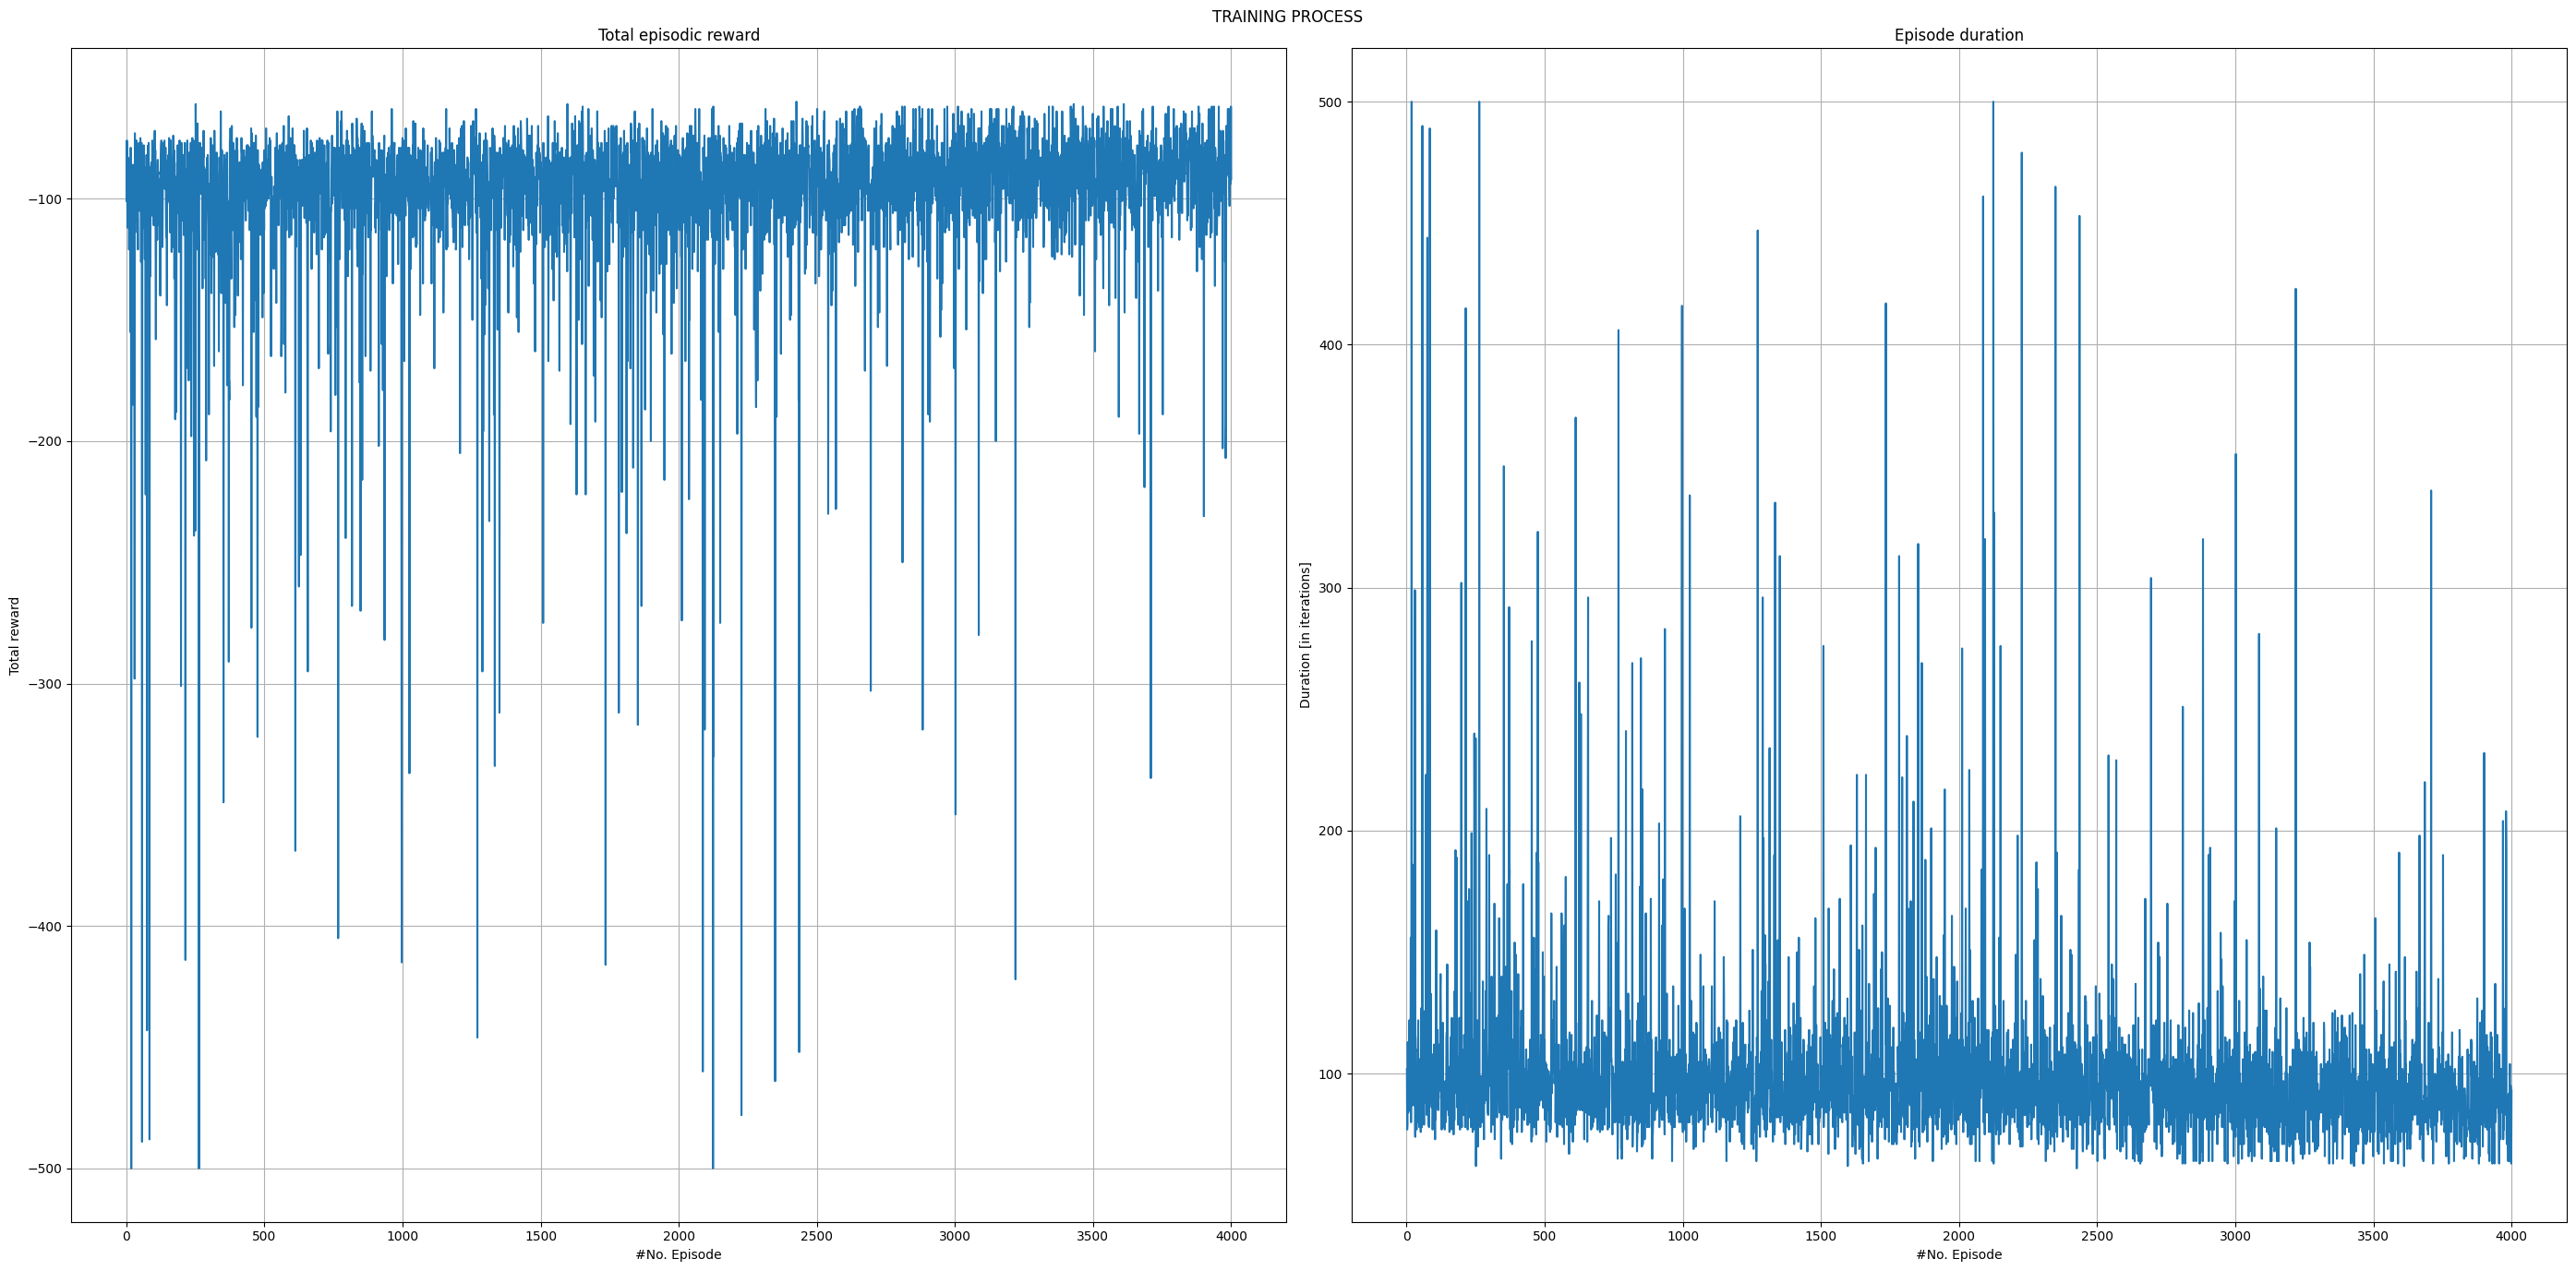 TRAINING PROCESS
Total episodic reward
Total reward
−100
−200
−300
−400
−500
0 500 1000 1500 2000 2500 3000 3500 4000
#No. Episode
Episode duration
Duration [in iterations]
500
400
300
200
100
0 500 1000 1500 2000 2500 3000 3500 4000
#No. Episode